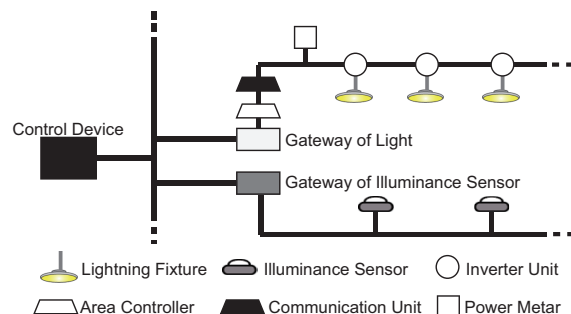 Control Device
Gateway of Light
Gateway of Illuminance Sensor
Lightning Fixture
Illuminance Sensor
Inverter Unit
Area Controller
Communication Unit
Power Metar